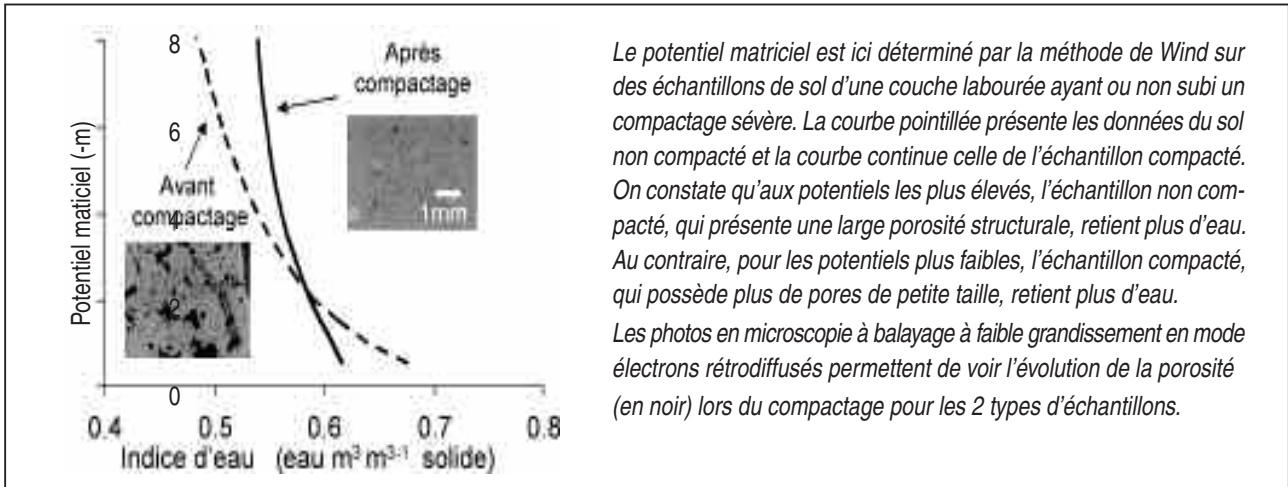 8
6
4
2
0
Potentiel maticiel (-m)
Après
compactage
Avant
compactage
1mm
0.4 0.5 0.6 0.7 0.8
Indice d'eau (eau m³ m³⁻¹ solide)
Le potentiel matriciel est ici déterminé par la méthode de Wind sur
des échantillons de sol d'une couche labourée ayant ou non subi un
compactage sévère. La courbe pointillée présente les données du sol
non compacté et la courbe continue celle de l'échantillon compacté.
On constate qu'aux potentiels les plus élevés, l'échantillon non com-
pacté, qui présente une large porosité structurale, retient plus d'eau.
Au contraire, pour les potentiels plus faibles, l'échantillon compacté,
qui possède plus de pores de petite taille, retient plus d'eau.
Les photos en microscopie à balayage à faible grandissement en mode
électrons rétrodiffusés permettent de voir l'évolution de la porosité
(en noir) lors du compactage pour les 2 types d'échantillons.